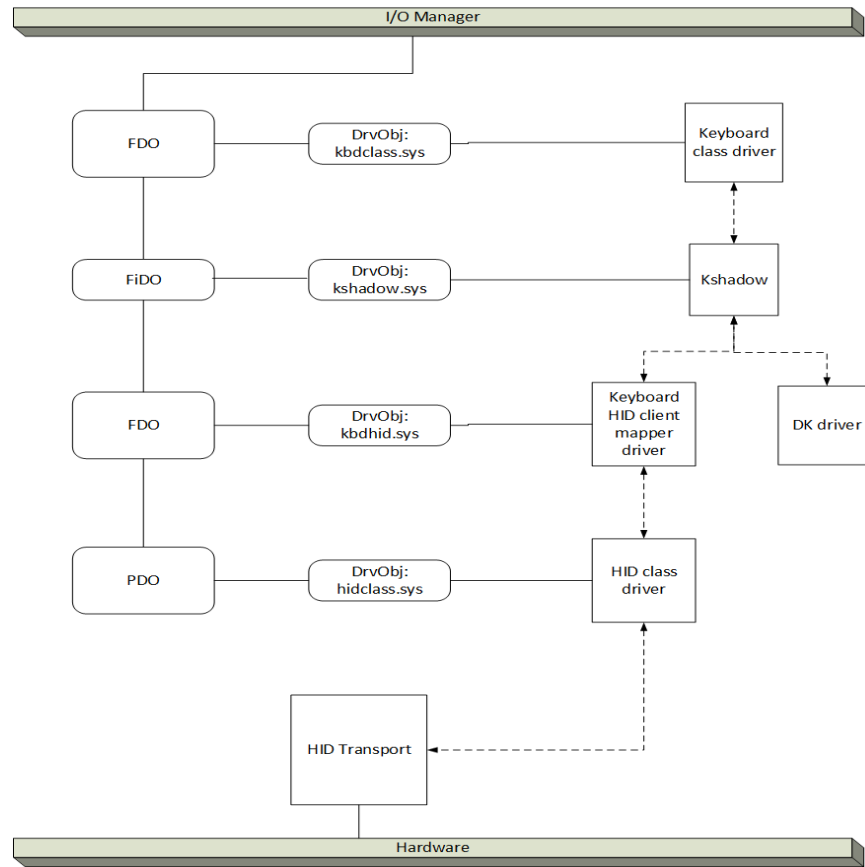 I/O Manager
FDO
DrvObj:
kbdclass.sys
Keyboard
class driver
FiDO
DrvObj:
kshadow.sys
Kshadow
FDO
DrvObj:
kbdhid.sys
Keyboard
HID client
mapper
driver
DK driver
PDO
DrvObj:
hidclass.sys
HID class
driver
HID Transport
Hardware